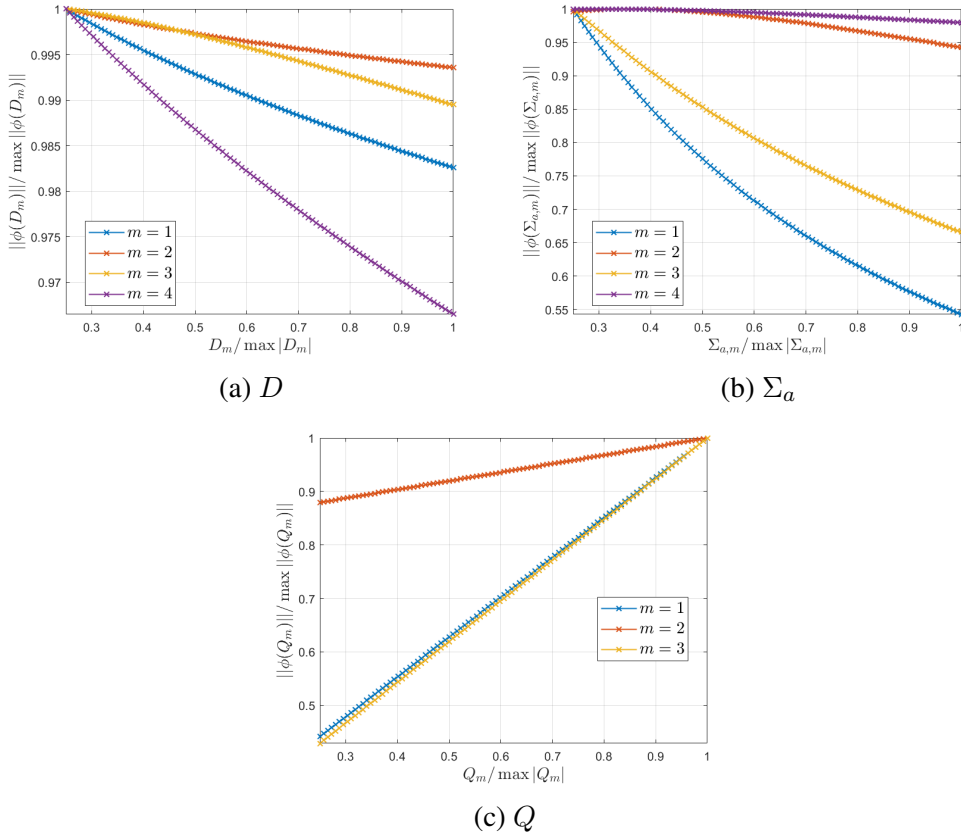 1
0.995
0.99
0.985
0.98
0.975
0.97
||ϕ(D_m)||/ max ||ϕ(D_m)||
m = 1
m = 2
m = 3
m = 4
0.3 0.4 0.5 0.6 0.7 0.8 0.9 1
D_m/ max |D_m|
(a) D
1
0.95
0.9
0.85
0.8
0.75
0.7
0.65
0.6
0.55
||ϕ(Σ_{a,m})||/ max ||ϕ(Σ_{a,m})||
m = 1
m = 2
m = 3
m = 4
0.3 0.4 0.5 0.6 0.7 0.8 0.9 1
Σ_{a,m}/ max |Σ_{a,m}|
(b) Σ_a
1
0.9
0.8
0.7
0.6
0.5
||ϕ(Q_m)||/ max ||ϕ(Q_m)||
m = 1
m = 2
m = 3
0.3 0.4 0.5 0.6 0.7 0.8 0.9 1
Q_m/ max |Q_m|
(c) Q